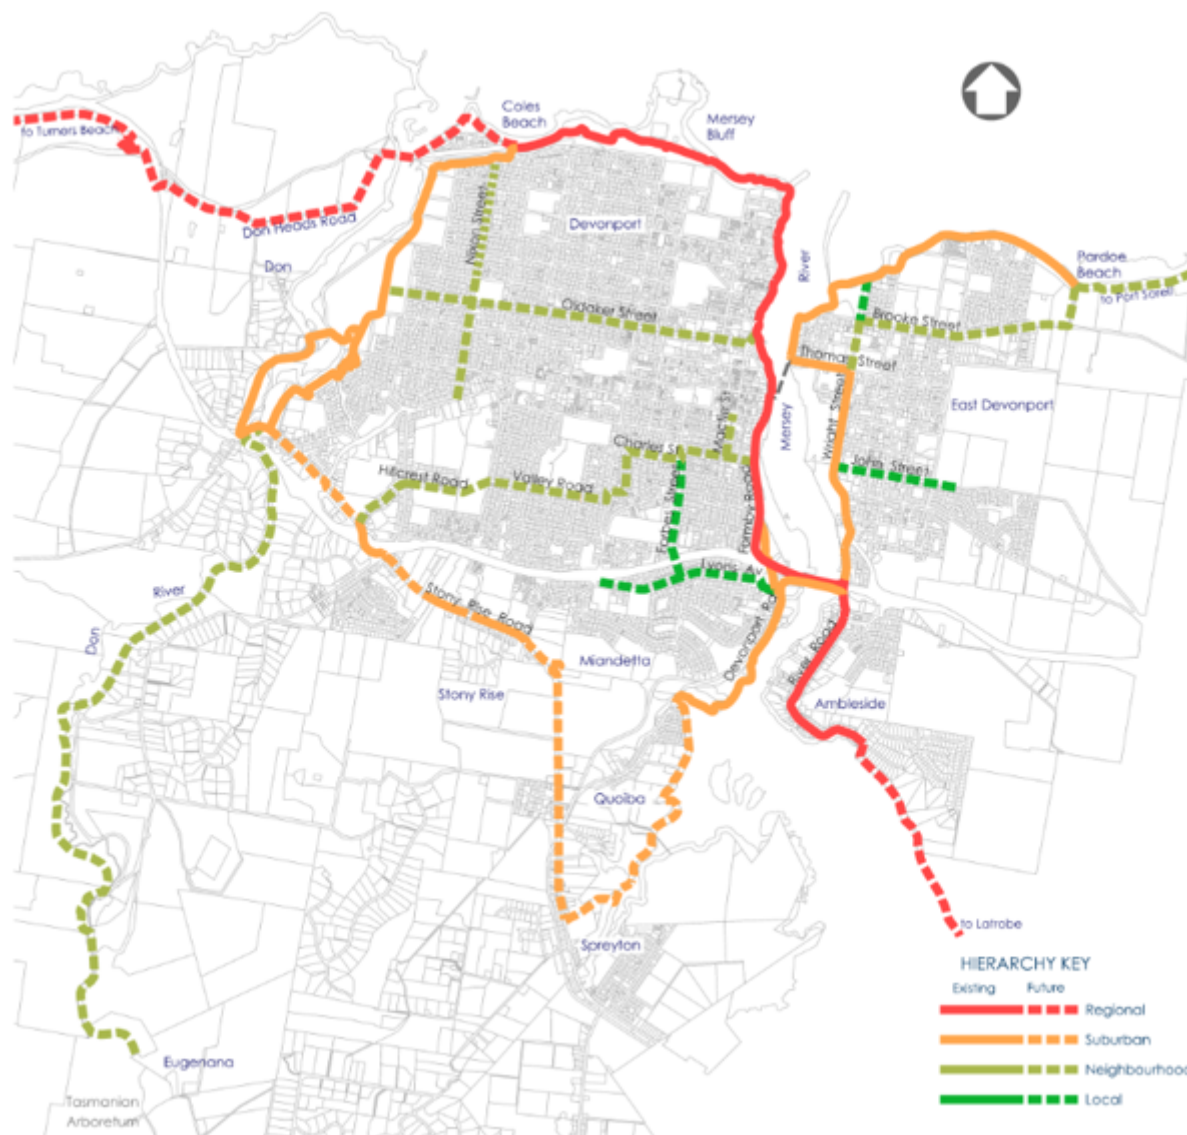 Coles
Beach
Mersey
Bluff
to Turners Beach
Don Heads Road
Nixon Street
Devonport
River
Pardoe
Beach
to Port Sorell
Don
Oldaker Street
Brooke Street
Thomas Street
East Devonport
Wright Street
Mersey
Macfie St
Charles St
Hillcrest Road
Valley Road
Forbes Street
Formby Road
John Street
Lyons Av
River
Don
Stony Rise Road
Devonport Rd
River Road
Miandetta
Stony Rise
Ambleside
Quoiba
to Latrobe
Spreyton
Eugenana
Tasmanian
Arboretum
HIERARCHY KEY
Existing Future
Regional
Suburban
Neighbourhood
Local